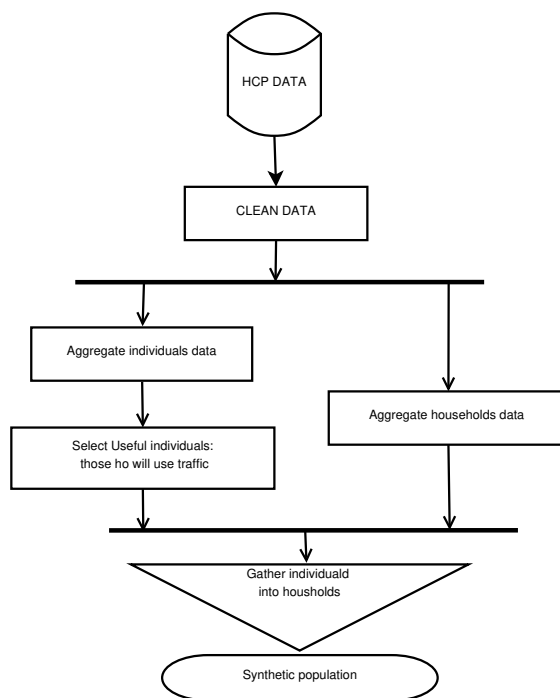 HCP DATA
CLEAN DATA
Aggregate individuals data
Aggregate households data
Select Useful individuals:
those ho will use traffic
Gather individuald
into housholds
Synthetic population